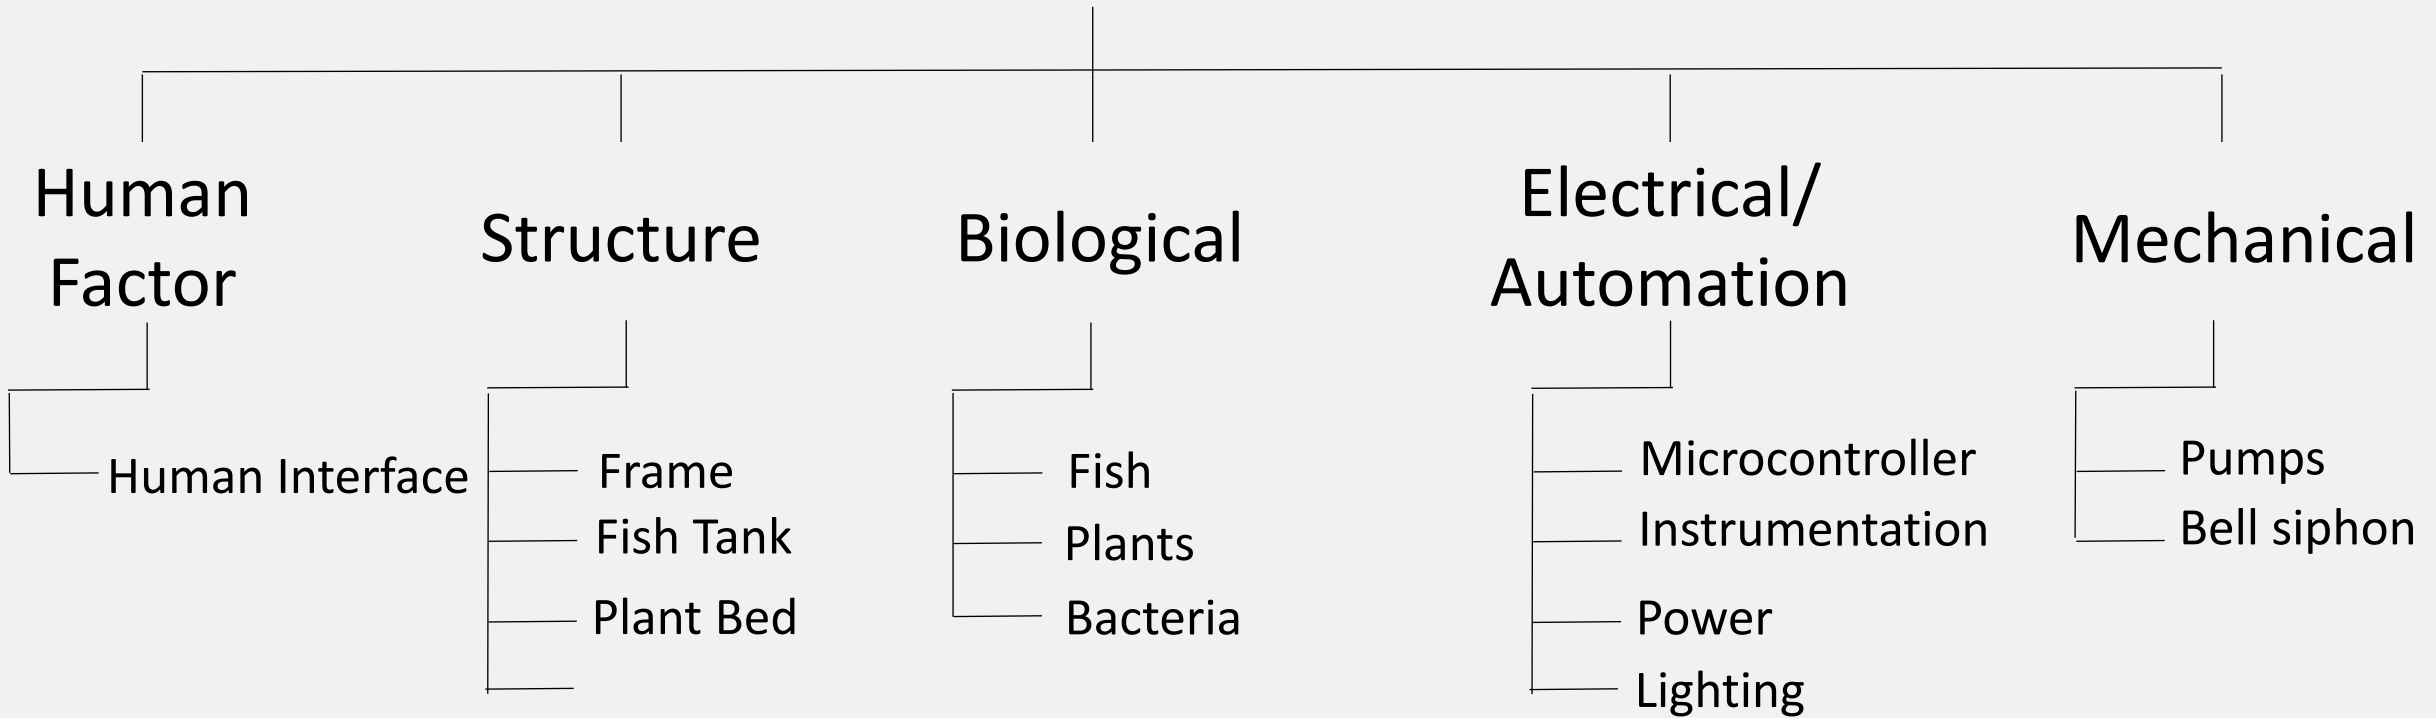 Human
Factor
Human Interface
Structure
Frame
Fish Tank
Plant Bed
Biological
Fish
Plants
Bacteria
Electrical/
Automation
Microcontroller
Instrumentation
Power
Lighting
Mechanical
Pumps
Bell siphon